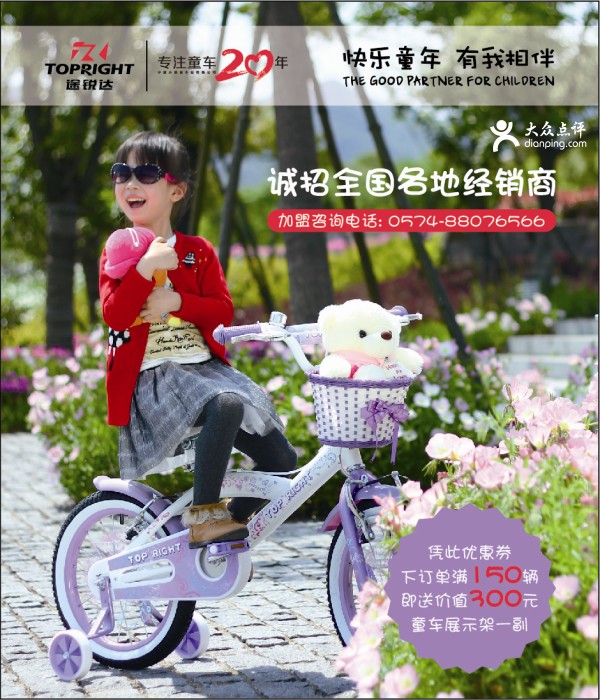 TOPRIGHT
途锐达
专注童车20年
快乐童年 有我相伴
THE GOOD PARTNER FOR CHILDREN
大众点评
dianping.com
诚招全国各地经销商
加盟咨询电话: 0574-88076566
TOP RIGHT
TOP RIGHT
凭此优惠券
下订单满150辆
即送价值300元
童车展示架一副